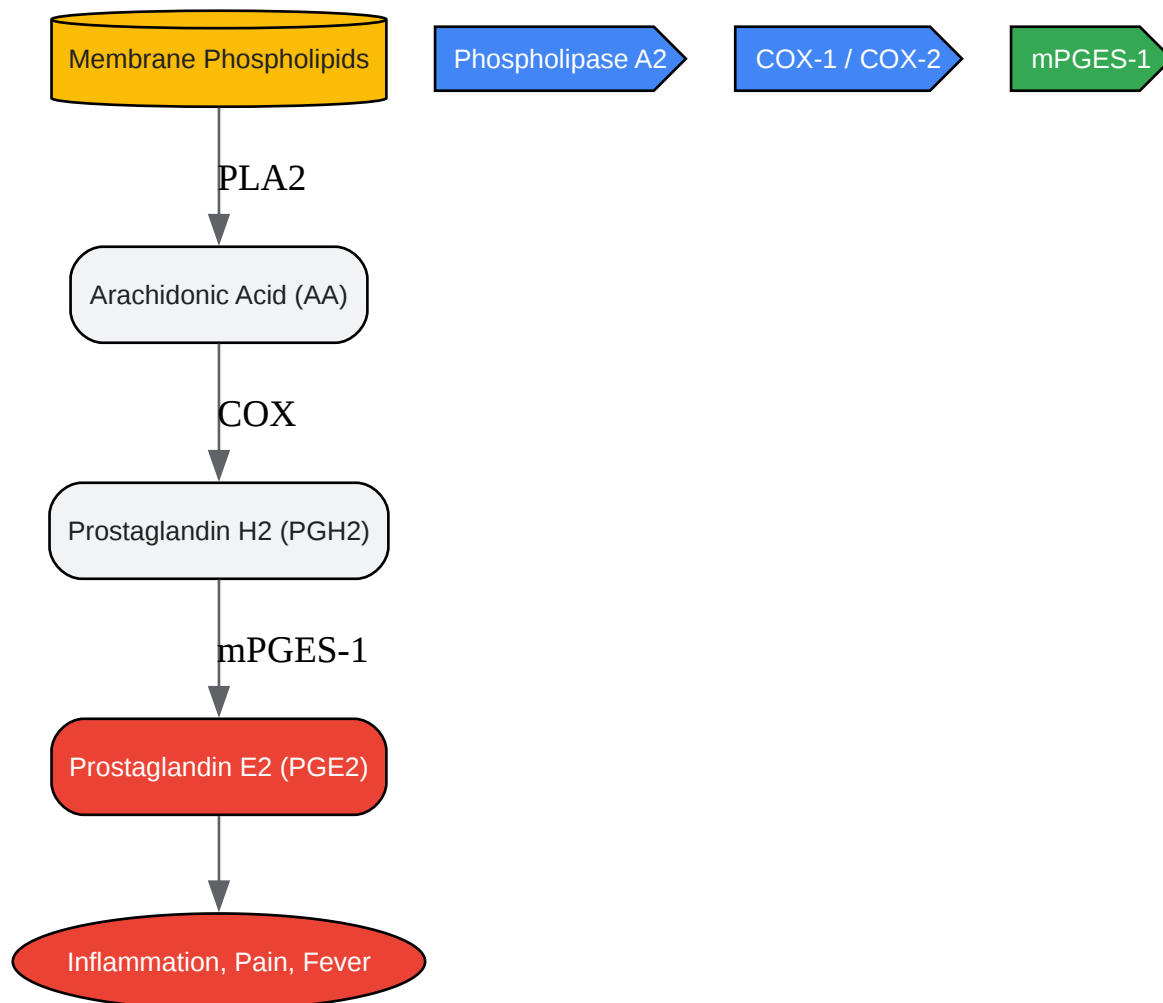 Membrane Phospholipids
Phospholipase A2
COX-1 / COX-2
mPGES-1
PLA2
Arachidonic Acid (AA)
COX
Prostaglandin H2 (PGH2)
mPGES-1
Prostaglandin E2 (PGE2)
Inflammation, Pain, Fever